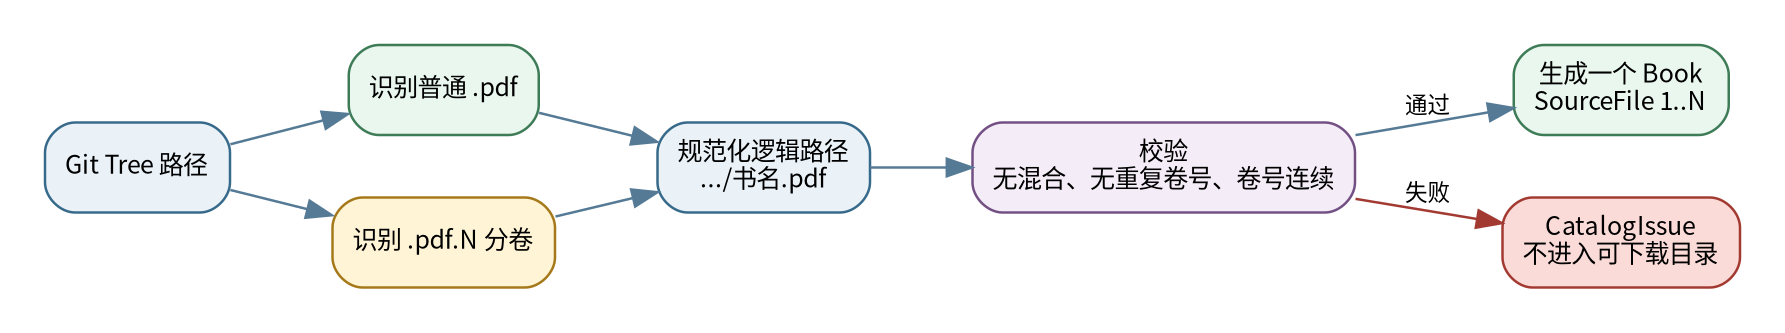 Git Tree 路径
识别普通 .pdf
识别 .pdf.N 分卷
规范化逻辑路径
.../书名.pdf
校验
无混合、无重复卷号、卷号连续
通过
失败
生成一个 Book
SourceFile 1..N
CatalogIssue
不进入可下载目录